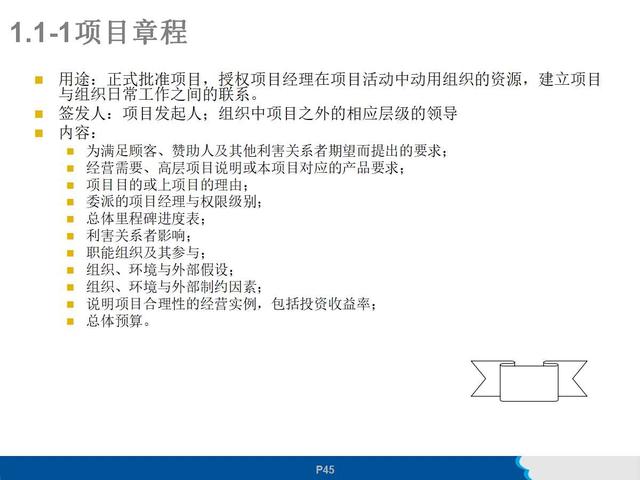 1.1-1项目章程
用途：正式批准项目，授权项目经理在项目活动中动用组织的资源，建立项目
与组织日常工作之间的联系。
签发人：项目发起人；组织中项目之外的相应层级的领导
内容：
为满足顾客、赞助人及其他利害关系者期望而提出的要求；
经营需要、高层项目说明或本项目对应的产品要求；
项目目的或上项目的理由；
委派的项目经理与权限级别；
总体里程碑进度表；
利害关系者影响；
职能组织及其参与；
组织、环境与外部假设；
组织、环境与外部制约因素；
说明项目合理性的经营实例，包括投资收益率；
总体预算。
P45